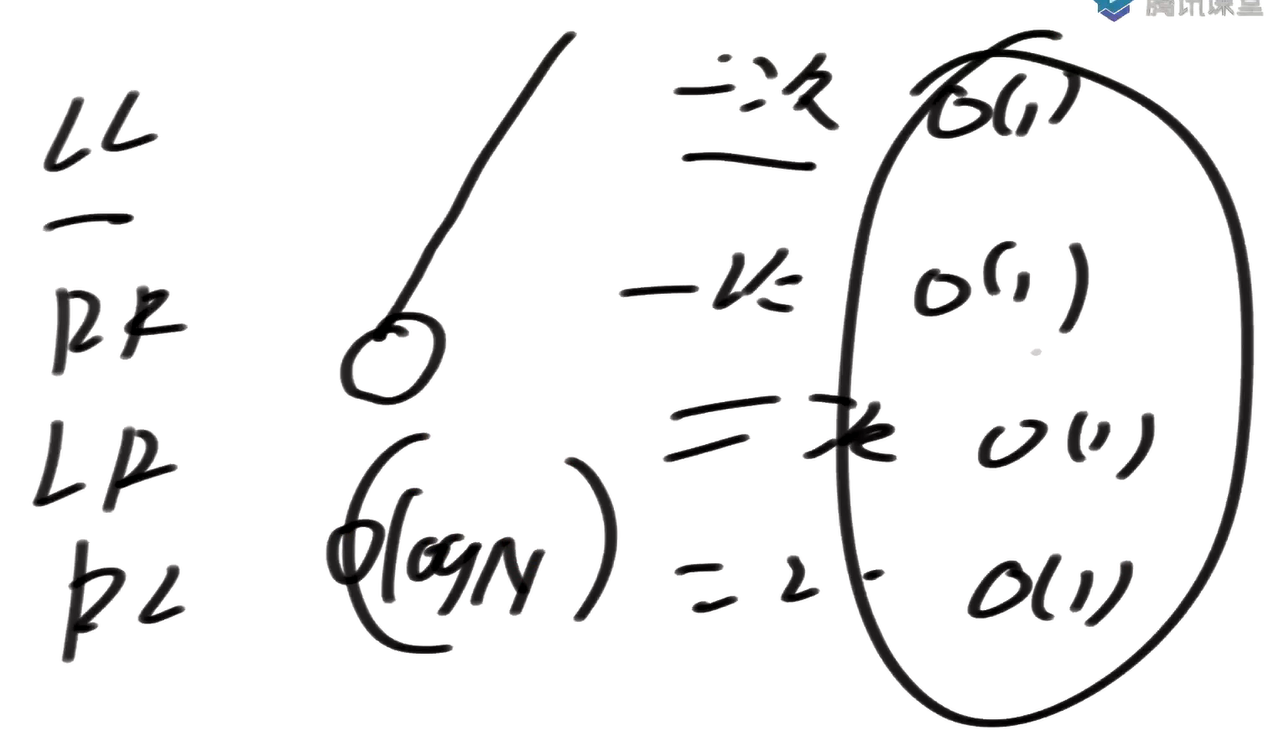 腾讯课堂
LL 一次 O(1)
RR 一次 O(1)
LR 二次 O(1)
RL O(logN) 二次 O(1)